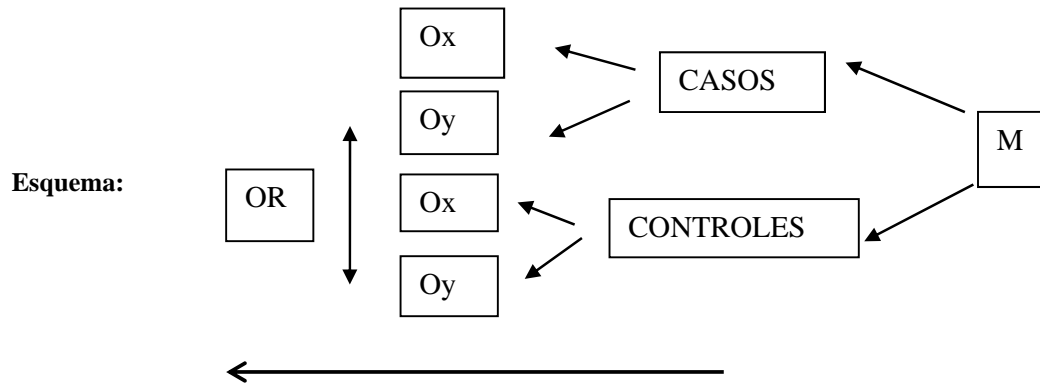 Ox
CASOS
Oy
M
Esquema:
OR
Ox
CONTROLES
Oy